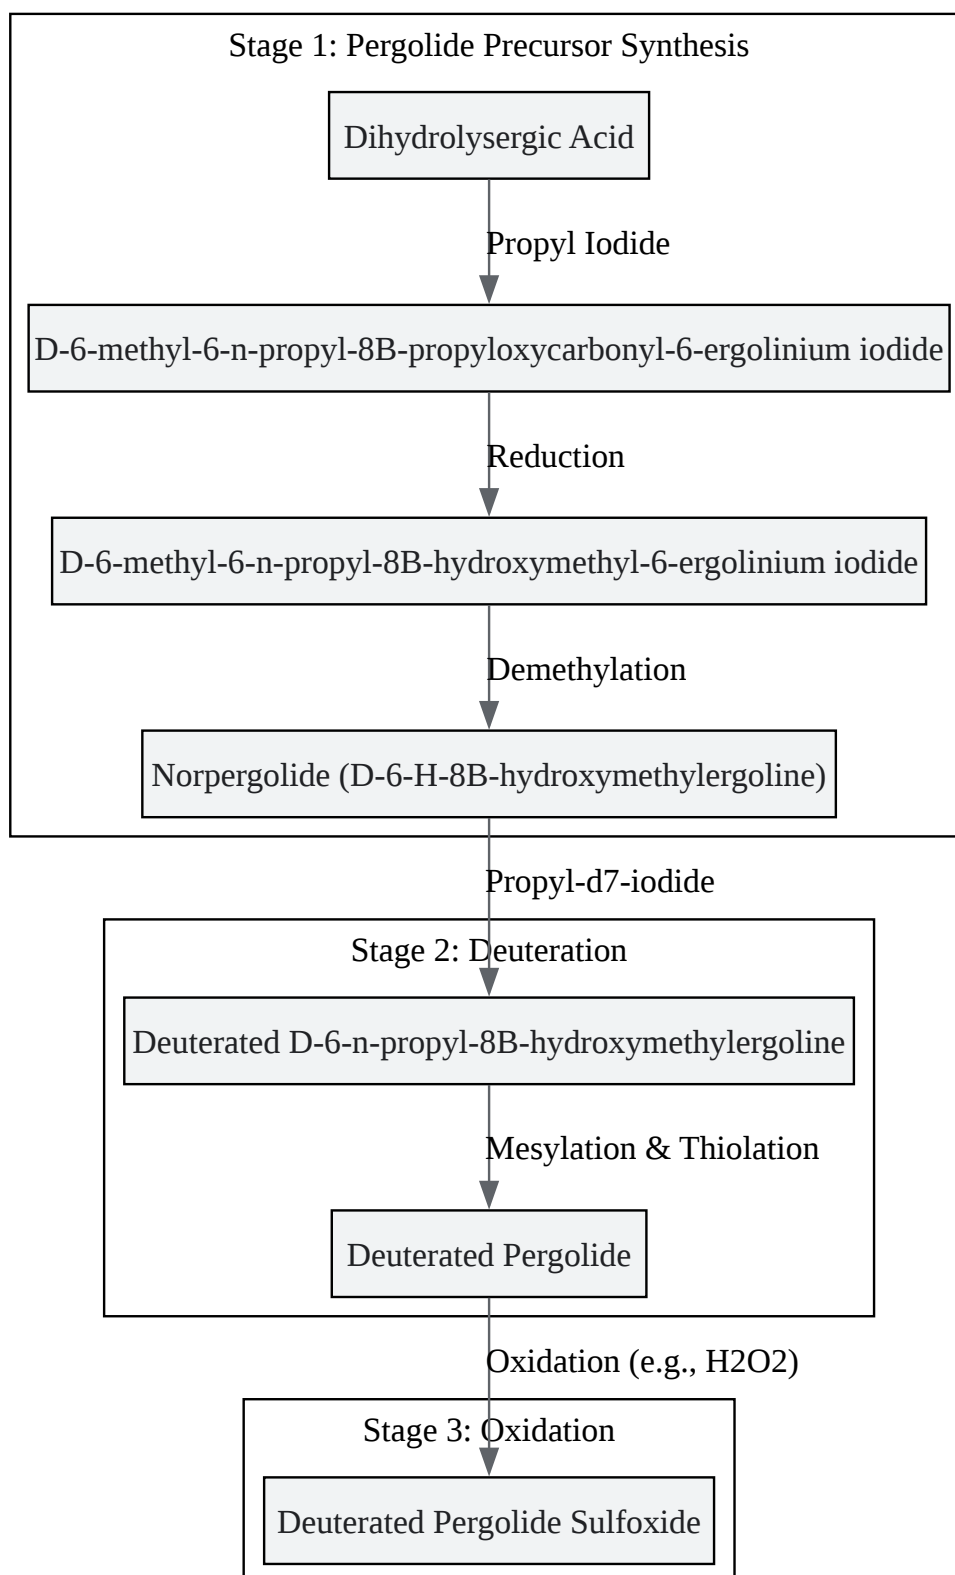 Stage 1: Pergolide Precursor Synthesis
Dihydrolysergic Acid
Propyl Iodide
D-6-methyl-6-n-propyl-8B-propyloxycarbonyl-6-ergolinium iodide
Reduction
D-6-methyl-6-n-propyl-8B-hydroxymethyl-6-ergolinium iodide
Demethylation
Norpergolide (D-6-H-8B-hydroxymethylergoline)
Propyl-d7-iodide
Stage 2: Deuteration
Deuterated D-6-n-propyl-8B-hydroxymethylergoline
Mesylation & Thiolation
Deuterated Pergolide
Oxidation (e.g., H2O2)
Stage 3: Oxidation
Deuterated Pergolide Sulfoxide